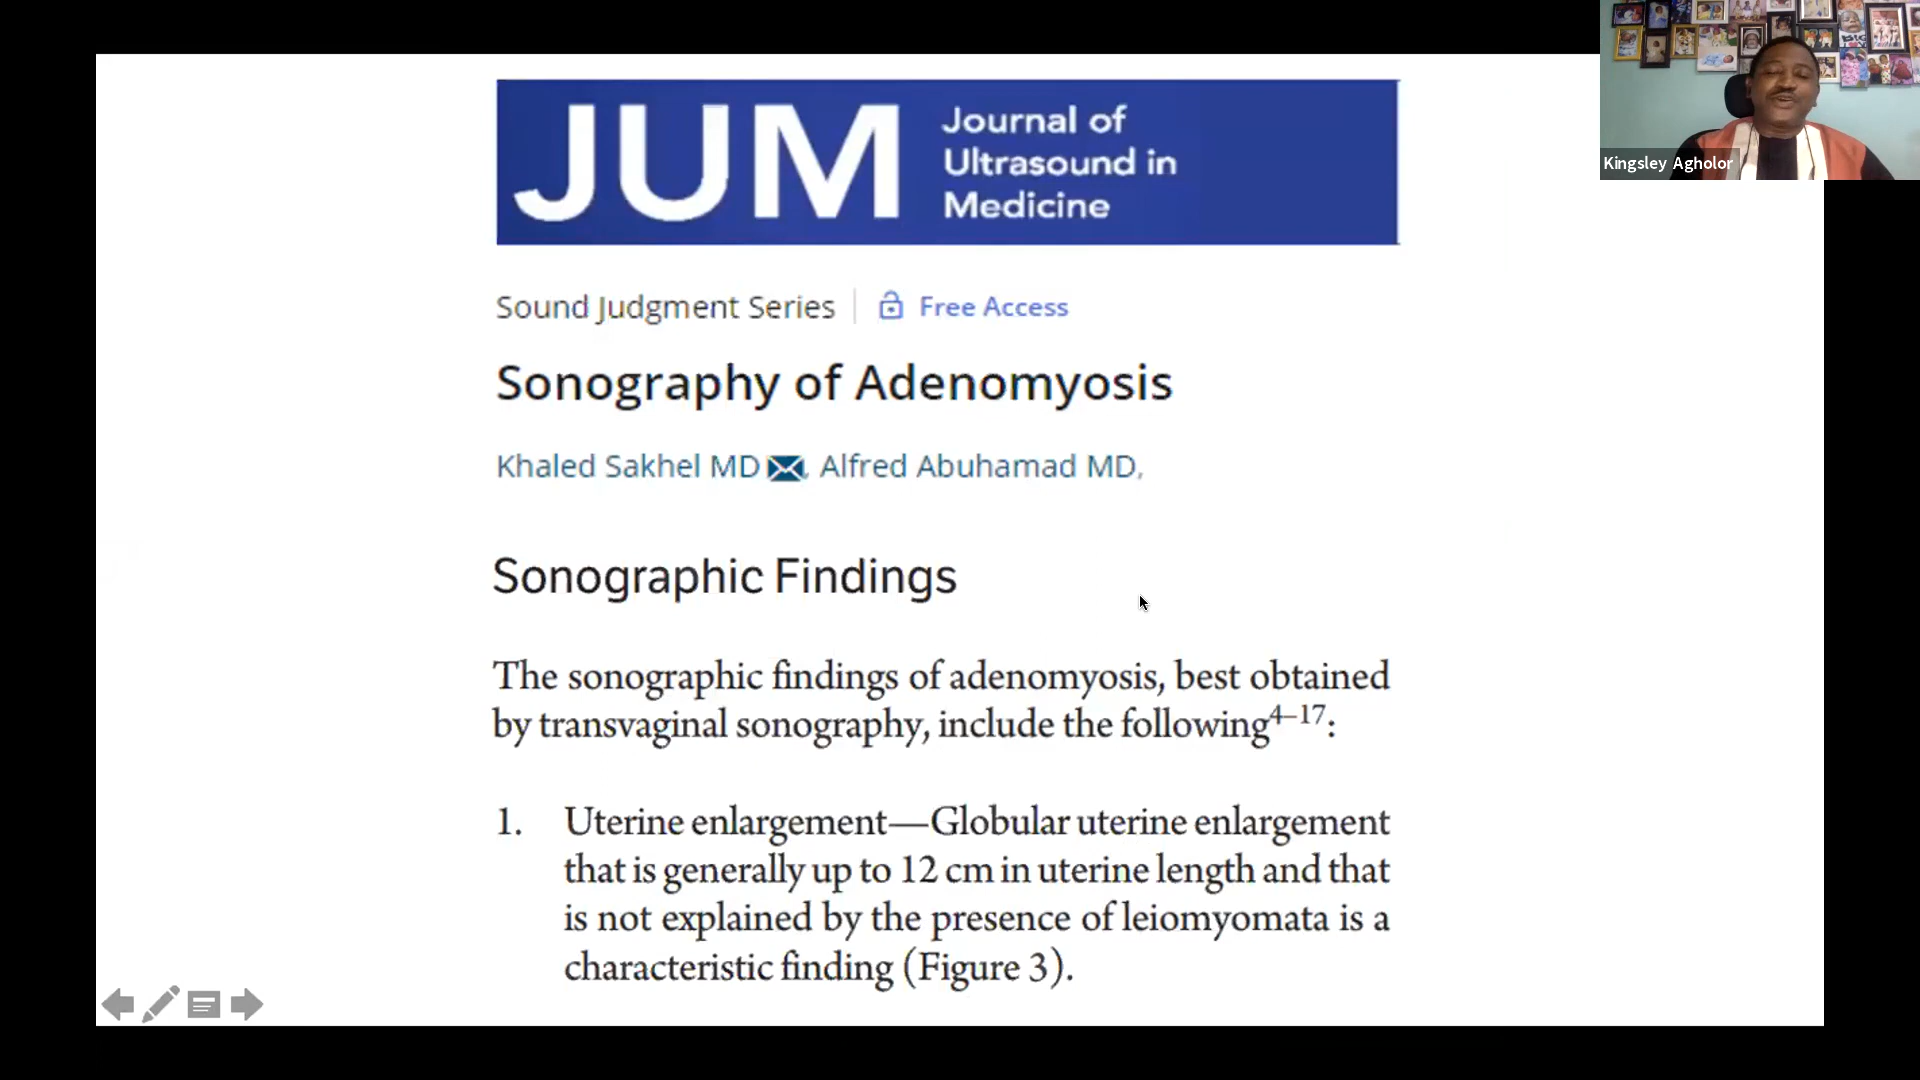 JUM
Journal of
Ultrasound in
Medicine
Kingsley Agholor
Sound Judgment Series
Free Access
Sonography of Adenomyosis
Khaled Sakhel MD, Alfred Abuhamad MD,
Sonographic Findings
The sonographic findings of adenomyosis, best obtained
by transvaginal sonography, include the following4–17:
1. Uterine enlargement—Globular uterine enlargement
that is generally up to 12 cm in uterine length and that
is not explained by the presence of leiomyomata is a
characteristic finding (Figure 3).